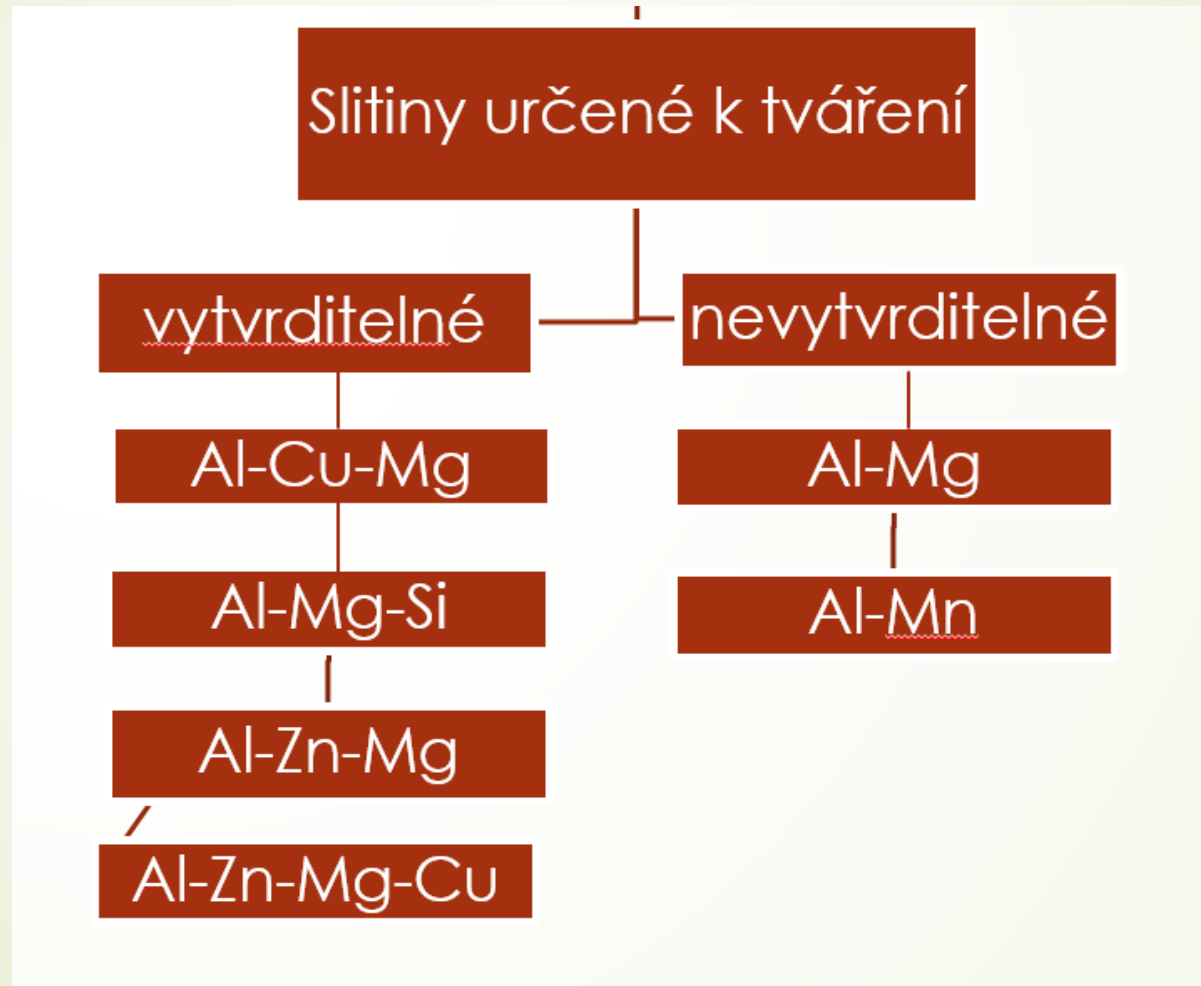 Slitiny určené k tváření
vytvrditelné
nevytvrditelné
Al-Cu-Mg
Al-Mg
Al-Mg-Si
Al-Mn
Al-Zn-Mg
Al-Zn-Mg-Cu